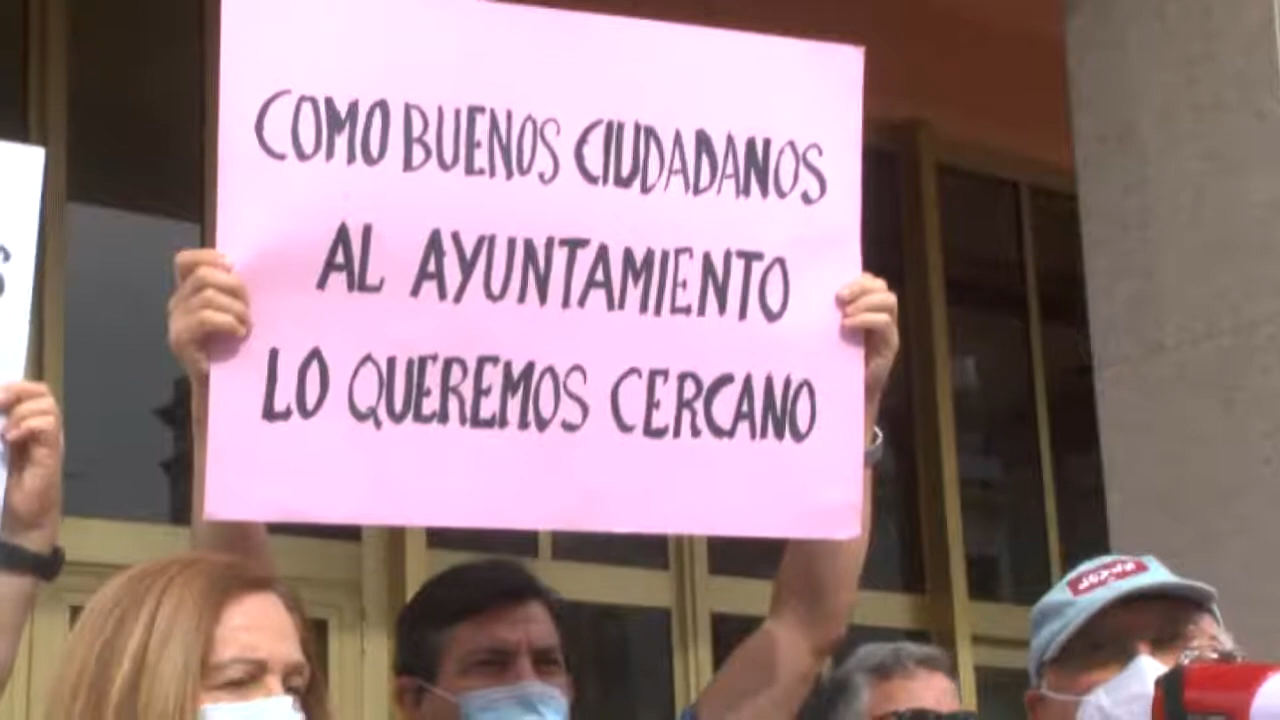 COMO BUENOS CIUDADANOS
AL AYUNTAMIENTO
LO QUEREMOS CERCANO